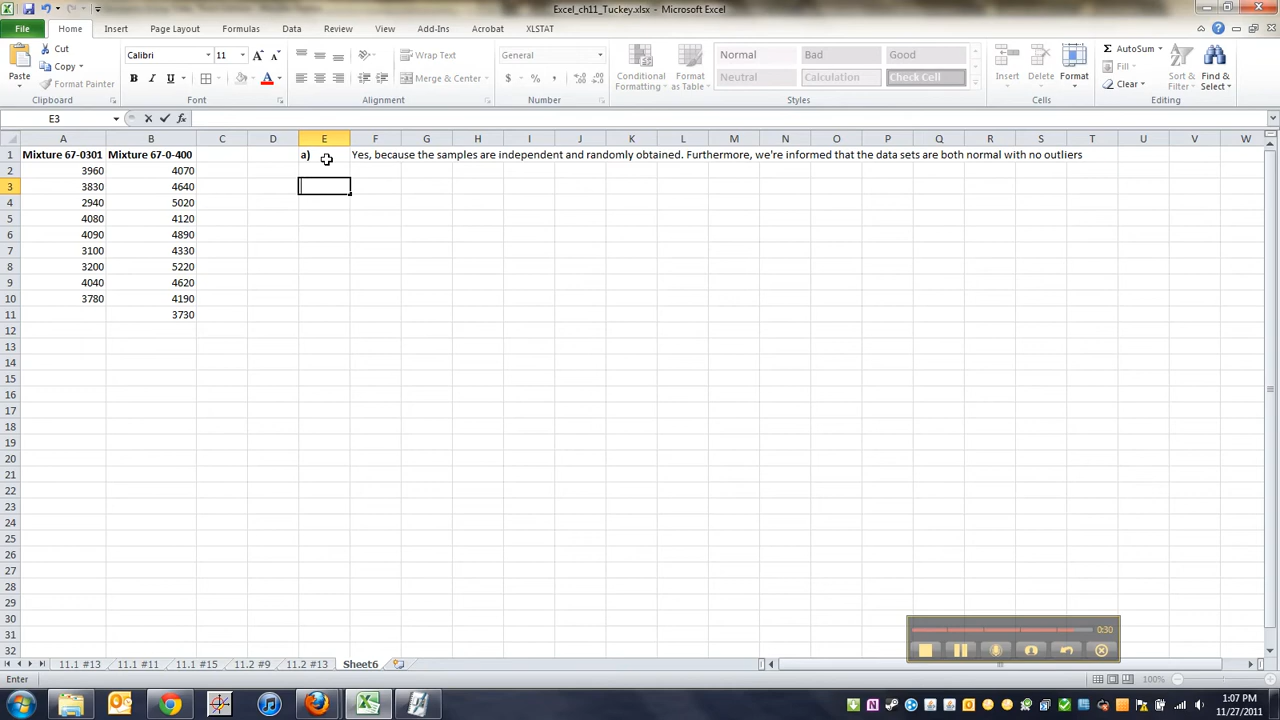 Excel_ch11_Tuckey.xlsx - Microsoft Excel
File Home Insert Page Layout Formulas Data Review View Add-Ins Acrobat XLSTAT
Paste Cut Calibri 11 Wrap Text General Conditional Formatting Format as Table Normal Bad Good Insert Delete Format AutoSum Sort & Filter Find & Select
Copy Fill
Format Painter B I U A Merge & Center $ % , Neutral Calculation Check Cell Clear
Clipboard Font Alignment Number Styles Cells Editing
E3 fx
A B C D E F G H I J K L M N O P Q R S T U V W
1 Mixture 67-0301 Mixture 67-0-400 a) Yes, because the samples are independent and randomly obtained. Furthermore, we're informed that the data sets are both normal with no outliers
2 3960 4070
3 3830 4640
4 2940 5020
5 4080 4120
6 4090 4890
7 3100 4330
8 3200 5220
9 4040 4620
10 3780 4190
11 3730
12
13
14
15
16
17
18
19
20
21
22
23
24
25
26
27
28
29
30
31
32
0:30
11.1 #13 11.1 #11 11.1 #15 11.2 #9 11.2 #13 Sheet6
Enter 100%
1:07 PM
11/27/2011